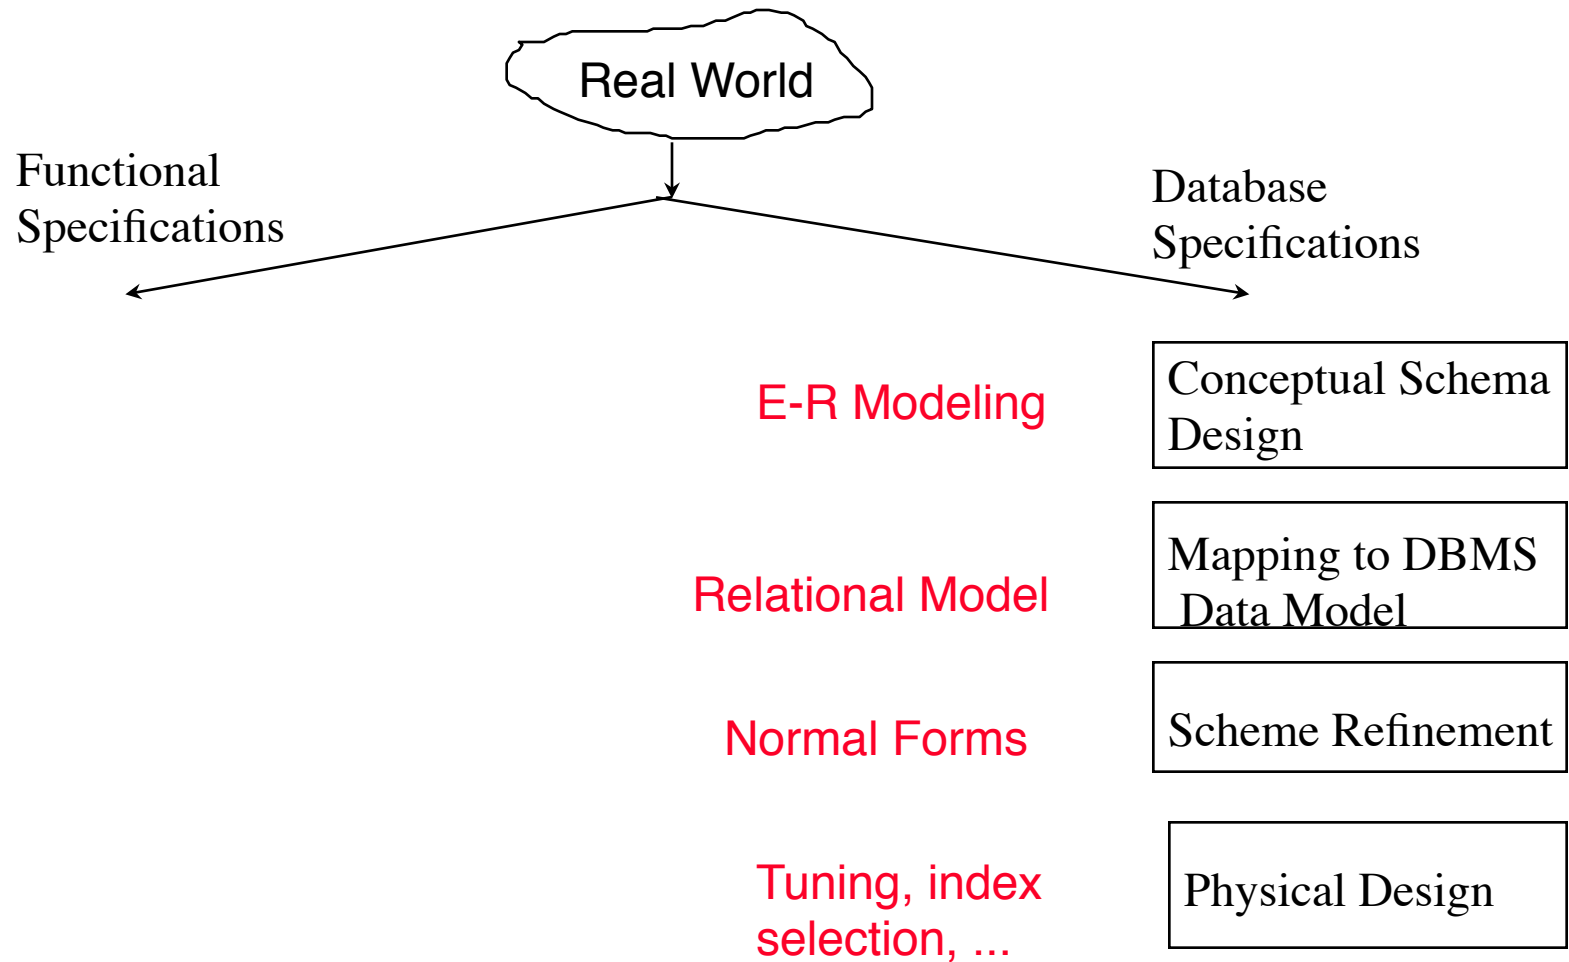 Real World
Functional
Specifications
Database
Specifications
E-R Modeling
Conceptual Schema
Design
Relational Model
Mapping to DBMS
Data Model
Normal Forms
Scheme Refinement
Tuning, index
selection, ...
Physical Design